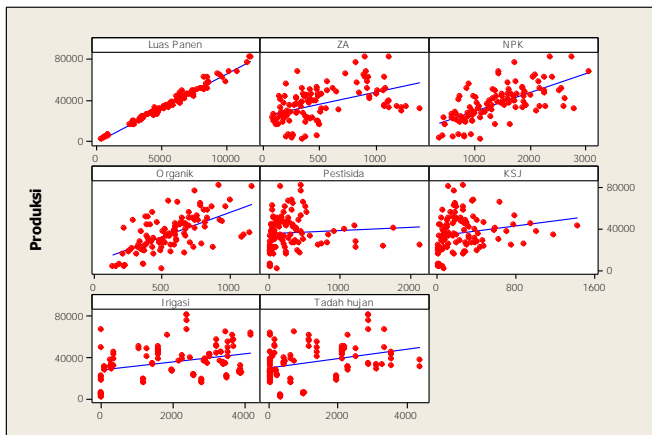 Luas Panen ZA NPK
80000
40000
0
0 5000 10000 0 500 1000 1000 2000 3000
Organik Pestisida KSJ
Produksi
80000
40000
0
0 500 1000 0 1000 2000 0 800 1600
Irigasi Tadah hujan
80000
40000
0
0 2000 4000 0 2000 4000